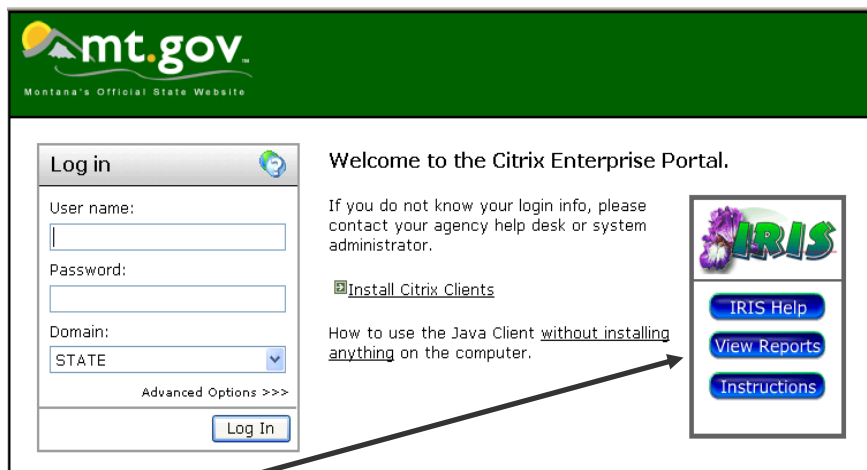 mt.gov™
Montana's Official State Website
Log in
User name:
Password:
Domain:
STATE
Advanced Options >>>
Log In
Welcome to the Citrix Enterprise Portal.
If you do not know your login info, please
contact your agency help desk or system
administrator.
Install Citrix Clients
How to use the Java Client without installing
anything on the computer.
IRIS
IRIS Help
View Reports
Instructions